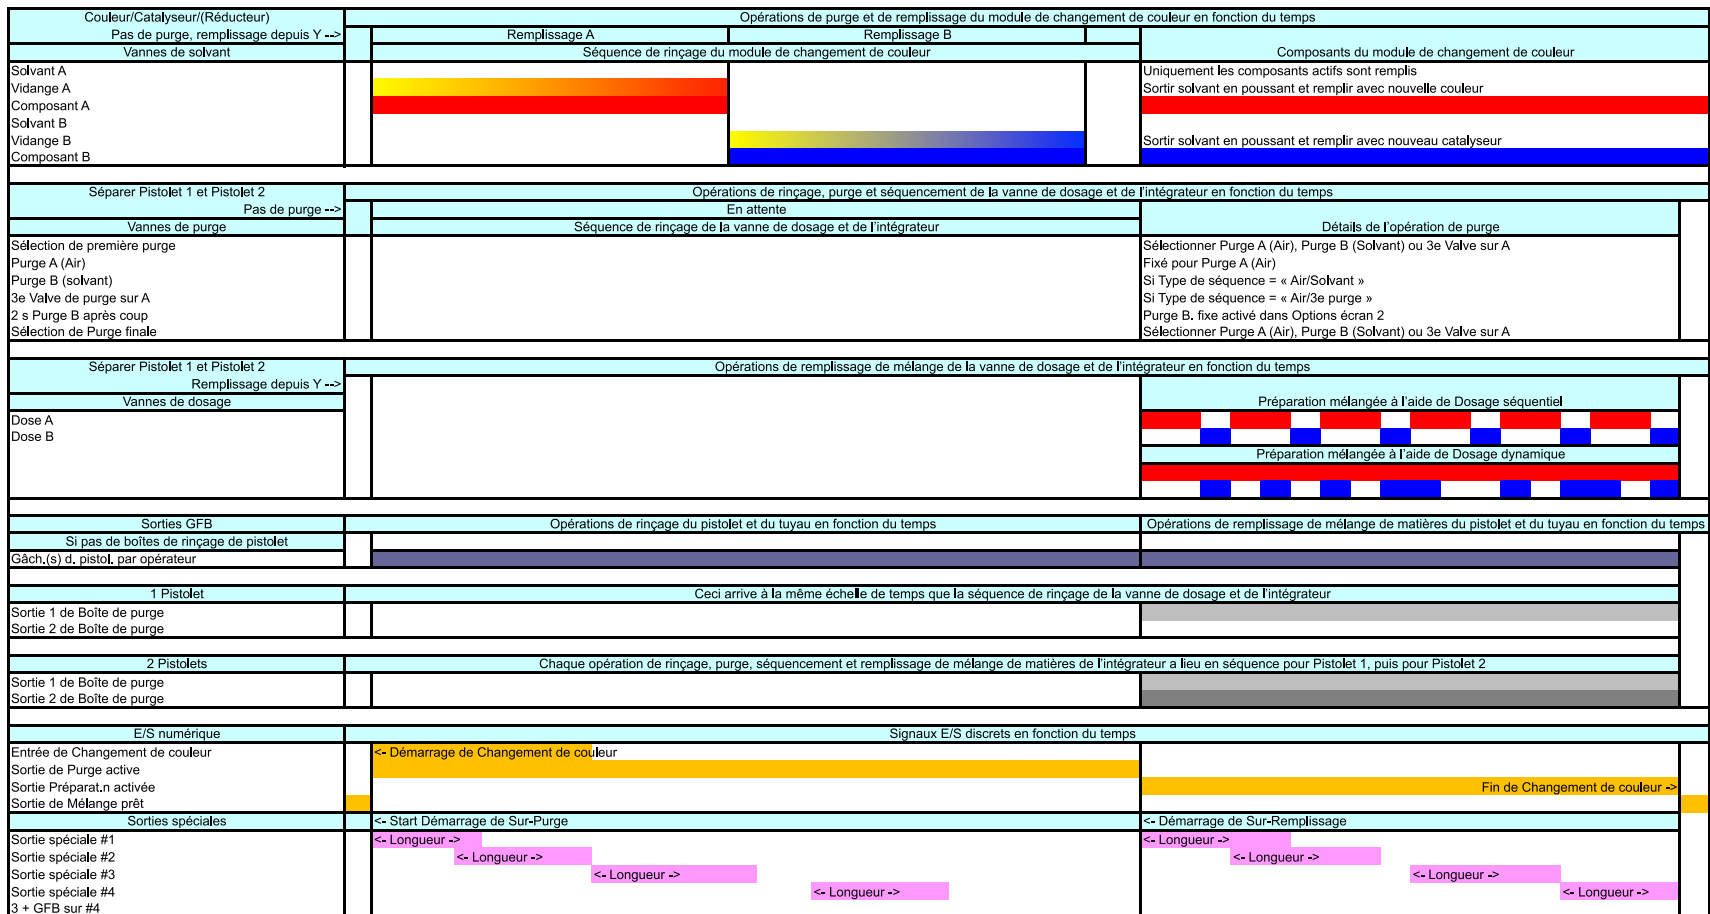 Couleur/Catalyseur/(Réducteur)
Opérations de purge et de remplissage du module de changement de couleur en fonction du temps
Pas de purge, remplissage depuis Y -->
Remplissage A
Remplissage B
Vannes de solvant
Séquence de rinçage du module de changement de couleur
Composants du module de changement de couleur
Solvant A
Uniquement les composants actifs sont remplis
Vidange A
Sortir solvant en poussant et remplir avec nouvelle couleur
Composant A
Solvant B
Vidange B
Sortir solvant en poussant et remplir avec nouveau catalyseur
Composant B
Séparer Pistolet 1 et Pistolet 2
Opérations de rinçage, purge et séquencement de la vanne de dosage et de l'intégrateur en fonction du temps
Pas de purge -->
En attente
Vannes de purge
Séquence de rinçage de la vanne de dosage et de l'intégrateur
Détails de l'opération de purge
Sélection de première purge
Sélectionner Purge A (Air), Purge B (Solvant) ou 3e Valve sur A
Purge A (Air)
Fixé pour Purge A (Air)
Purge B (solvant)
Si Type de séquence = « Air/Solvant »
3e Valve de purge sur A
Si Type de séquence = « Air/3e purge »
2 s Purge B après coup
Purge B. fixe activé dans Options écran 2
Sélection de Purge finale
Sélectionner Purge A (Air), Purge B (Solvant) ou 3e Valve sur A
Séparer Pistolet 1 et Pistolet 2
Opérations de remplissage de mélange de la vanne de dosage et de l'intégrateur en fonction du temps
Remplissage depuis Y -->
Vannes de dosage
Préparation mélangée à l'aide de Dosage séquentiel
Dose A
Dose B
Préparation mélangée à l'aide de Dosage dynamique
Sorties GFB
Opérations de rinçage du pistolet et du tuyau en fonction du temps
Opérations de remplissage de mélange de matières du pistolet et du tuyau en fonction du temps
Si pas de boîtes de rinçage de pistolet
Gâch.(s) d. pistol. par opérateur
1 Pistolet
Ceci arrive à la même échelle de temps que la séquence de rinçage de la vanne de dosage et de l'intégrateur
Sortie 1 de Boîte de purge
Sortie 2 de Boîte de purge
2 Pistolets
Chaque opération de rinçage, purge, séquencement et remplissage de mélange de matières de l'intégrateur a lieu en séquence pour Pistolet 1, puis pour Pistolet 2
Sortie 1 de Boîte de purge
Sortie 2 de Boîte de purge
E/S numérique
Signaux E/S discrets en fonction du temps
Entrée de Changement de couleur
<- Démarrage de Changement de couleur
Sortie de Purge active
Sortie Préparat.n activée
Fin de Changement de couleur ->
Sortie de Mélange prêt
Sorties spéciales
<- Start Démarrage de Sur-Purge
<- Démarrage de Sur-Remplissage
Sortie spéciale #1
<- Longueur ->
<- Longueur ->
Sortie spéciale #2
<- Longueur ->
<- Longueur ->
Sortie spéciale #3
<- Longueur ->
<- Longueur ->
Sortie spéciale #4
<- Longueur ->
<- Longueur ->
3 + GFB sur #4